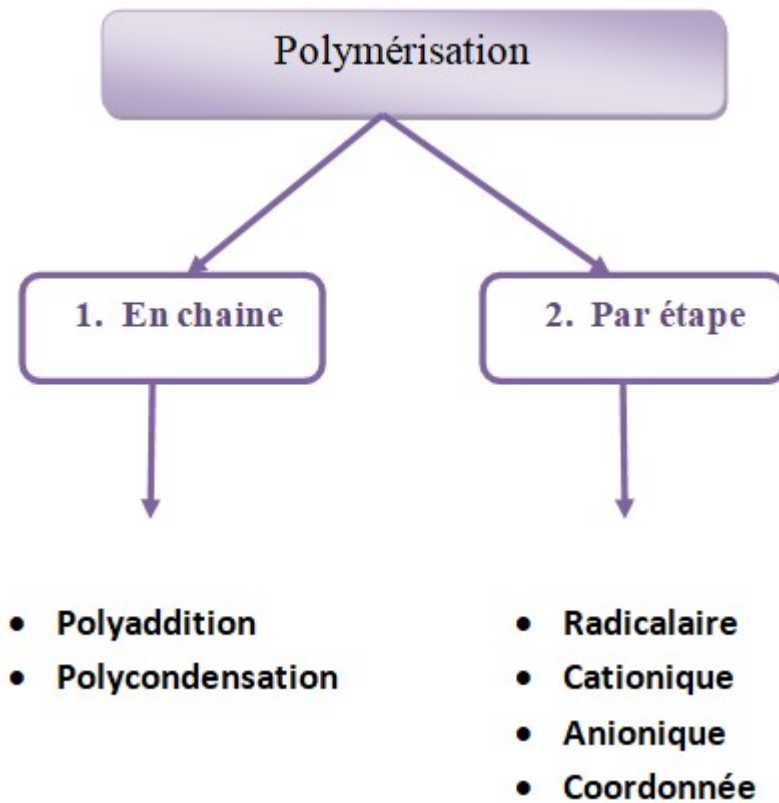 Polymérisation
1. En chaine
2. Par étape
• Polyaddition
• Polycondensation
• Radicalaire
• Cationique
• Anionique
• Coordonnée